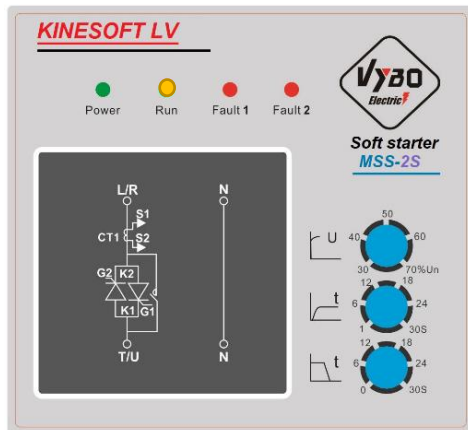 KINESOFT LV
Power Run Fault 1 Fault 2
VYBO
Electric
Soft starter
MSS-2S
L/R N
S1
CT1 S2
G2 K2
K1 G1
T/U N
U 30 40 50 60 70%Un
t 1 6 12 18 24 30S
t 0 6 12 18 24 30S